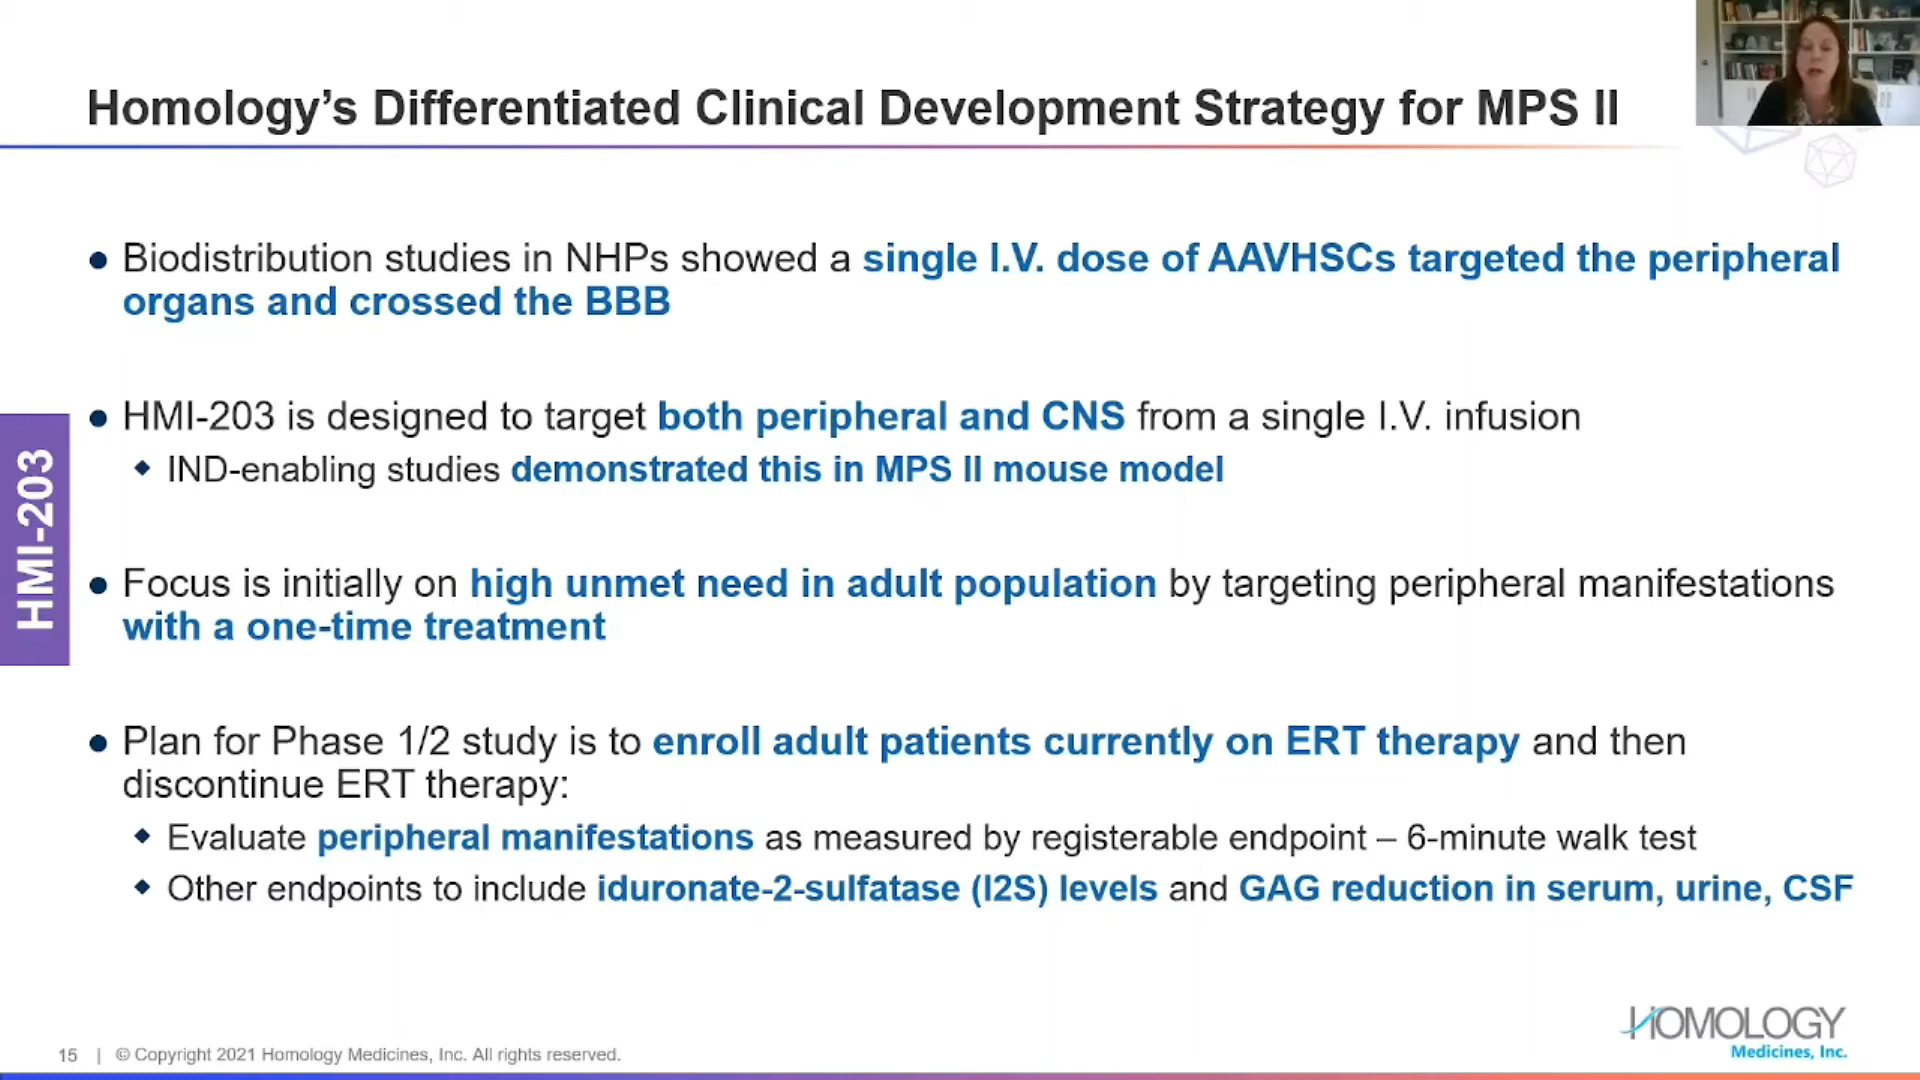 Homology's Differentiated Clinical Development Strategy for MPS II
● Biodistribution studies in NHPs showed a single I.V. dose of AAVHSCs targeted the peripheral
organs and crossed the BBB
● HMI-203 is designed to target both peripheral and CNS from a single I.V. infusion
◆ IND-enabling studies demonstrated this in MPS II mouse model
HMI-203
● Focus is initially on high unmet need in adult population by targeting peripheral manifestations
with a one-time treatment
● Plan for Phase 1/2 study is to enroll adult patients currently on ERT therapy and then
discontinue ERT therapy:
◆ Evaluate peripheral manifestations as measured by registerable endpoint – 6-minute walk test
◆ Other endpoints to include iduronate-2-sulfatase (I2S) levels and GAG reduction in serum, urine, CSF
HOMOLOGY
Medicines, Inc.
15 | © Copyright 2021 Homology Medicines, Inc. All rights reserved.